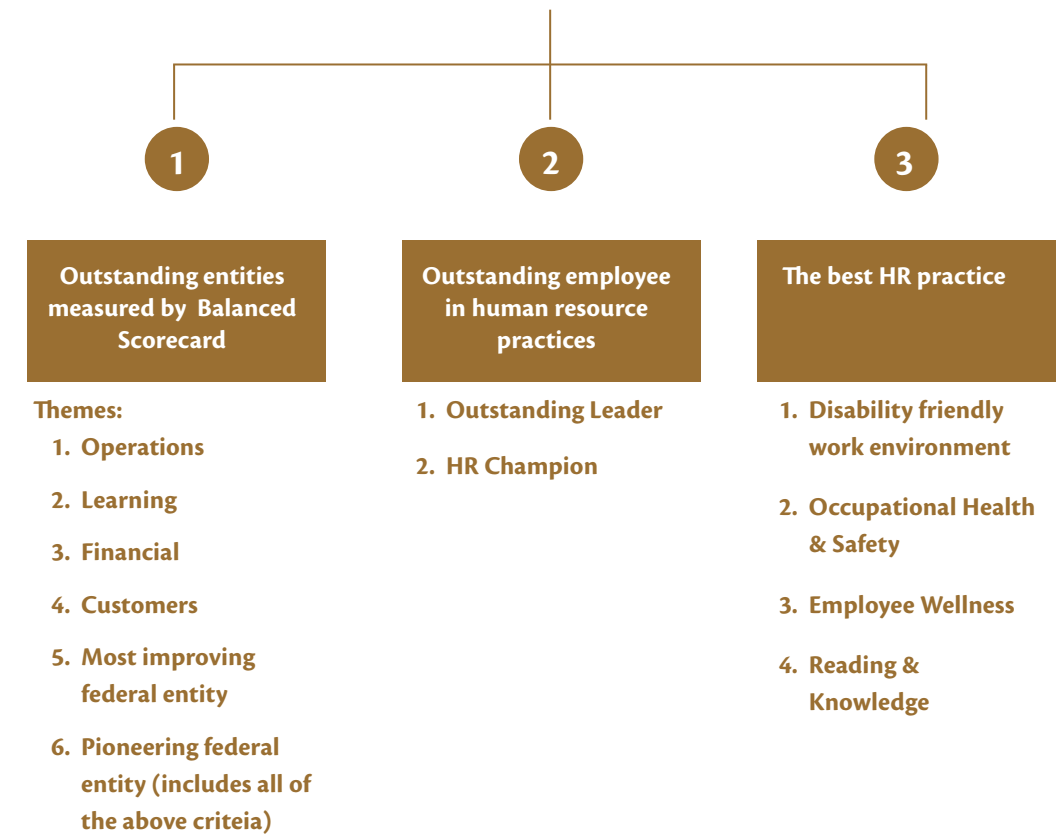 1
Outstanding entities
measured by Balanced
Scorecard
Themes:
1. Operations
2. Learning
3. Financial
4. Customers
5. Most improving
federal entity
6. Pioneering federal
entity (includes all of
the above criteia)
2
Outstanding employee
in human resource
practices
1. Outstanding Leader
2. HR Champion
3
The best HR practice
1. Disability friendly
work environment
2. Occupational Health
& Safety
3. Employee Wellness
4. Reading &
Knowledge